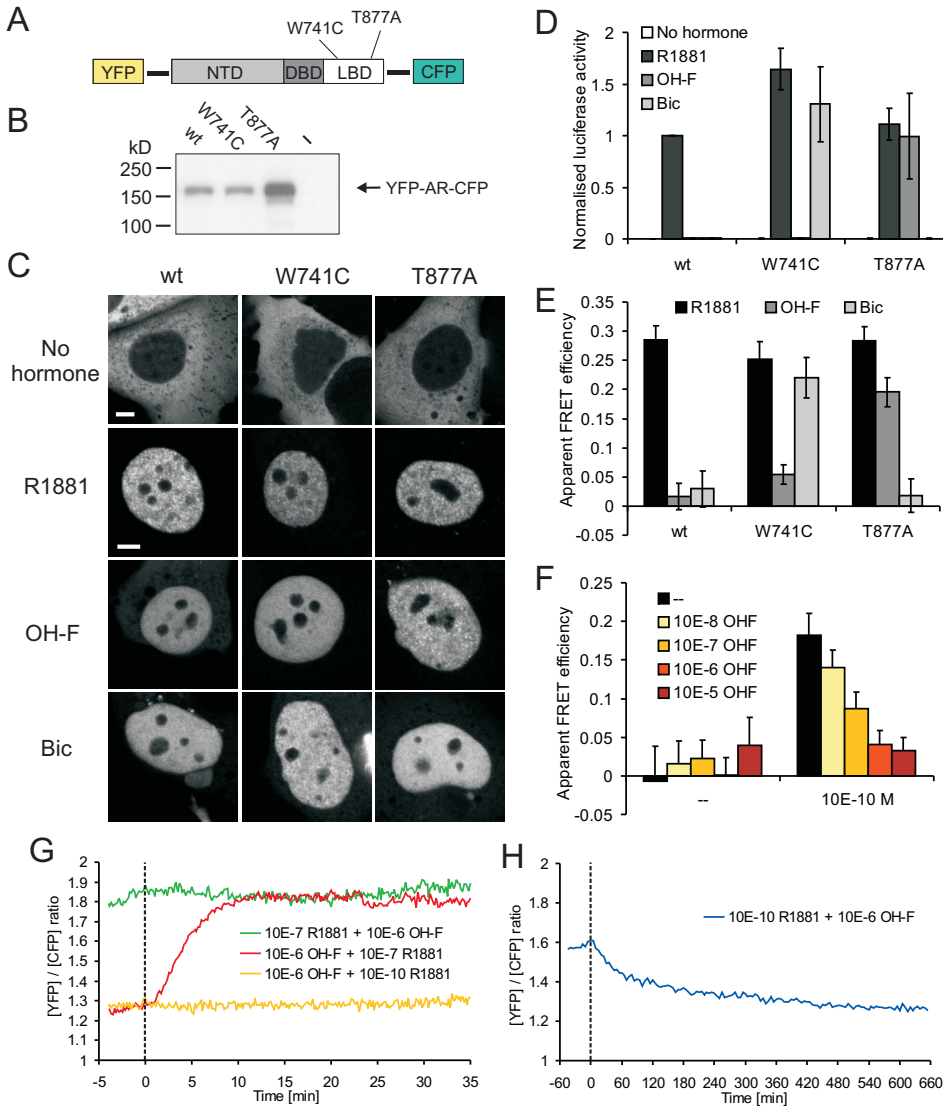 A
W741C
T877A
YFP
NTD
DBD
LBD
CFP
B
wt
W741C
T877A
–
kD
250
150
100
YFP-AR-CFP
C
wt
W741C
T877A
No hormone
R1881
OH-F
Bic
D
No hormone
R1881
OH-F
Bic
Normalised luciferase activity
2
1.5
1
0.5
0
wt
W741C
T877A
E
R1881
OH-F
Bic
Apparent FRET efficiency
0.35
0.3
0.25
0.2
0.15
0.1
0.05
0
-0.05
wt
W741C
T877A
F
--
10E-8 OHF
10E-7 OHF
10E-6 OHF
10E-5 OHF
Apparent FRET efficiency
0.25
0.2
0.15
0.1
0.05
0
-0.05
--
10E-10 M
G
[YFP] / [CFP] ratio
2
1.9
1.8
1.7
1.6
1.5
1.4
1.3
1.2
1.1
1
10E-7 R1881 + 10E-6 OH-F
10E-6 OH-F + 10E-7 R1881
10E-6 OH-F + 10E-10 R1881
-5
0
5
10
15
20
25
30
35
Time [min]
H
[YFP] / [CFP] ratio
2
1.8
1.6
1.4
1.2
1
10E-10 R1881 + 10E-6 OH-F
-60
0
60
120
180
240
300
360
420
480
540
600
660
Time [min]